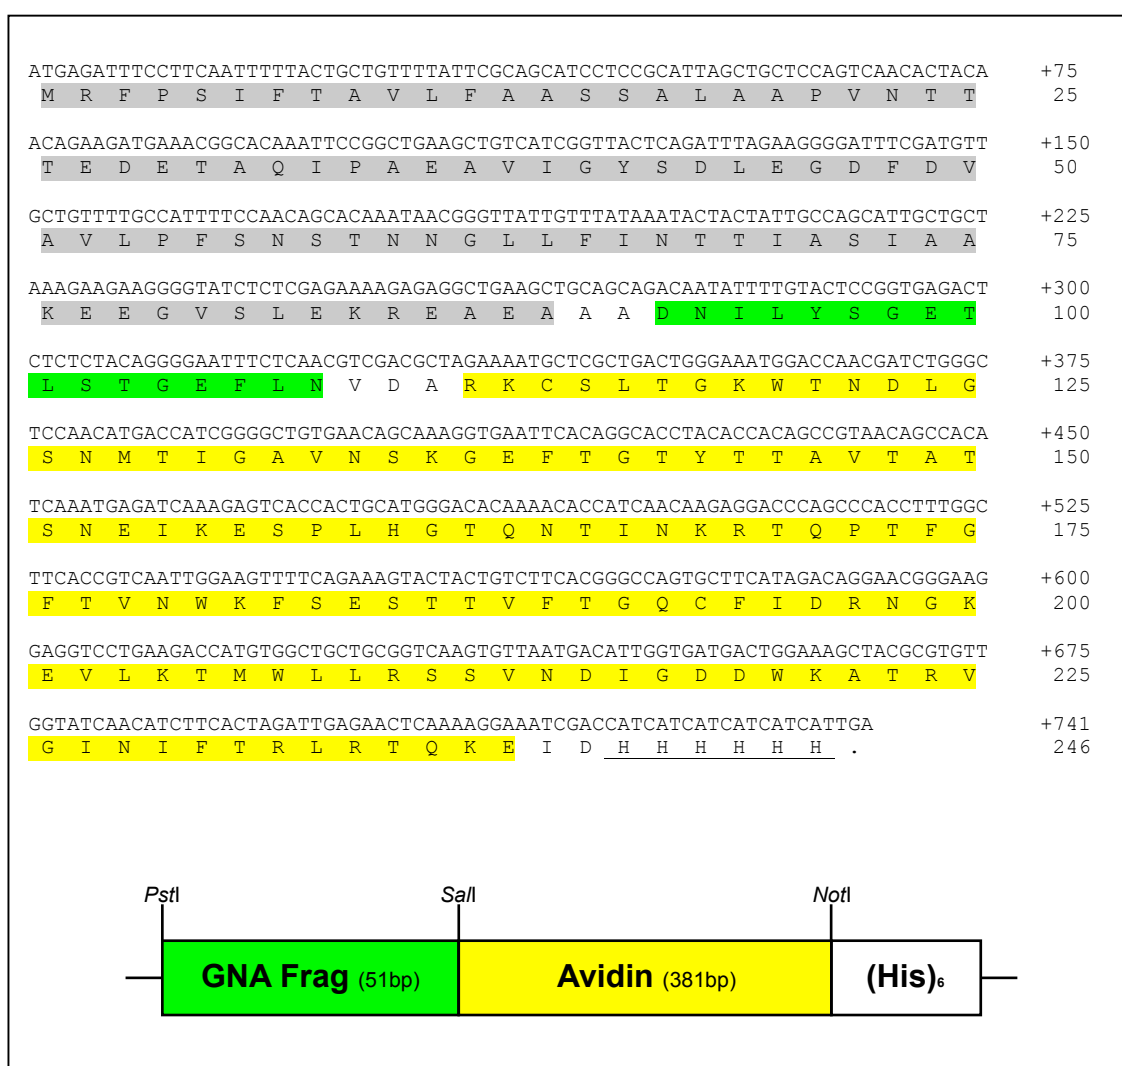 ATGAGATTTCCTTCAATTTTTACTGCTGTTTTATTCGCAGCATCCTCCGCATTAGCTGCTCCAGTCAACACTACA +75
M R F P S I F T A V L F A A S S A L A A P V N T T 25
ACAGAAGATGAAACGGCACAAATTCCGGCTGAAGCTGTCATCGGTTACTCAGATTTAGAAGGGGATTTCGATGTT +150
T E D E T A Q I P A E A V I G Y S D L E G D F D V 50
GCTGTTTTGCCATTTTCCAACAGCACAAATAACGGGTTATTGTTTATAAATACTACTATTGCCAGCATTGCTGCT +225
A V L P F S N S T N N G L L F I N T T I A S I A A 75
AAAGAAGAAGGGGTATCTCTCGAGAAAAGAGAGGCTGAAGCTGCAGCAGACAATATTTTGTACTCCGGTGAGACT +300
K E E G V S L E K R E A E A A A D N I L Y S G E T 100
CTCTCTACAGGGGAATTTCTCAACGTCGACGCTAGAAAATGCTCGCTGACTGGGAAATGGACCAACGATCTGGGC +375
L S T G E F L N V D A R K C S L T G K W T N D L G 125
TCCAACATGACCATCGGGGCTGTGAACAGCAAAGGTGAATTCACAGGCACCTACACCACAGCCGTAACAGCCACA +450
S N M T I G A V N S K G E F T G T Y T T A V T A T 150
TCAAATGAGATCAAAGAGTCACCACTGCATGGGACACAAAACACCATCAACAAGAGGACCCAGCCCACCTTTGGC +525
S N E I K E S P L H G T Q N T I N K R T Q P T F G 175
TTCACCGTCAATTGGAAGTTTTCAGAAAGTACTACTGTCTTCACGGGCCAGTGCTTCATAGACAGGAACGGGAAG +600
F T V N W K F S E S T T V F T G Q C F I D R N G K 200
GAGGTCCTGAAGACCATGTGGCTGCTGCGGTCAAGTGTTAATGACATTGGTGATGACTGGAAAGCTACGCGTGTT +675
E V L K T M W L L R S S V N D I G D D W K A T R V 225
GGTATCAACATCTTCACTAGATTGAGAACTCAAAAGGAAATCGACCATCATCATCATCATCATTGA +741
G I N I F T R L R T Q K E I D H H H H H H . 246
PstI SalI NotI
GNA Frag (51bp) Avidin (381bp) (His)₆